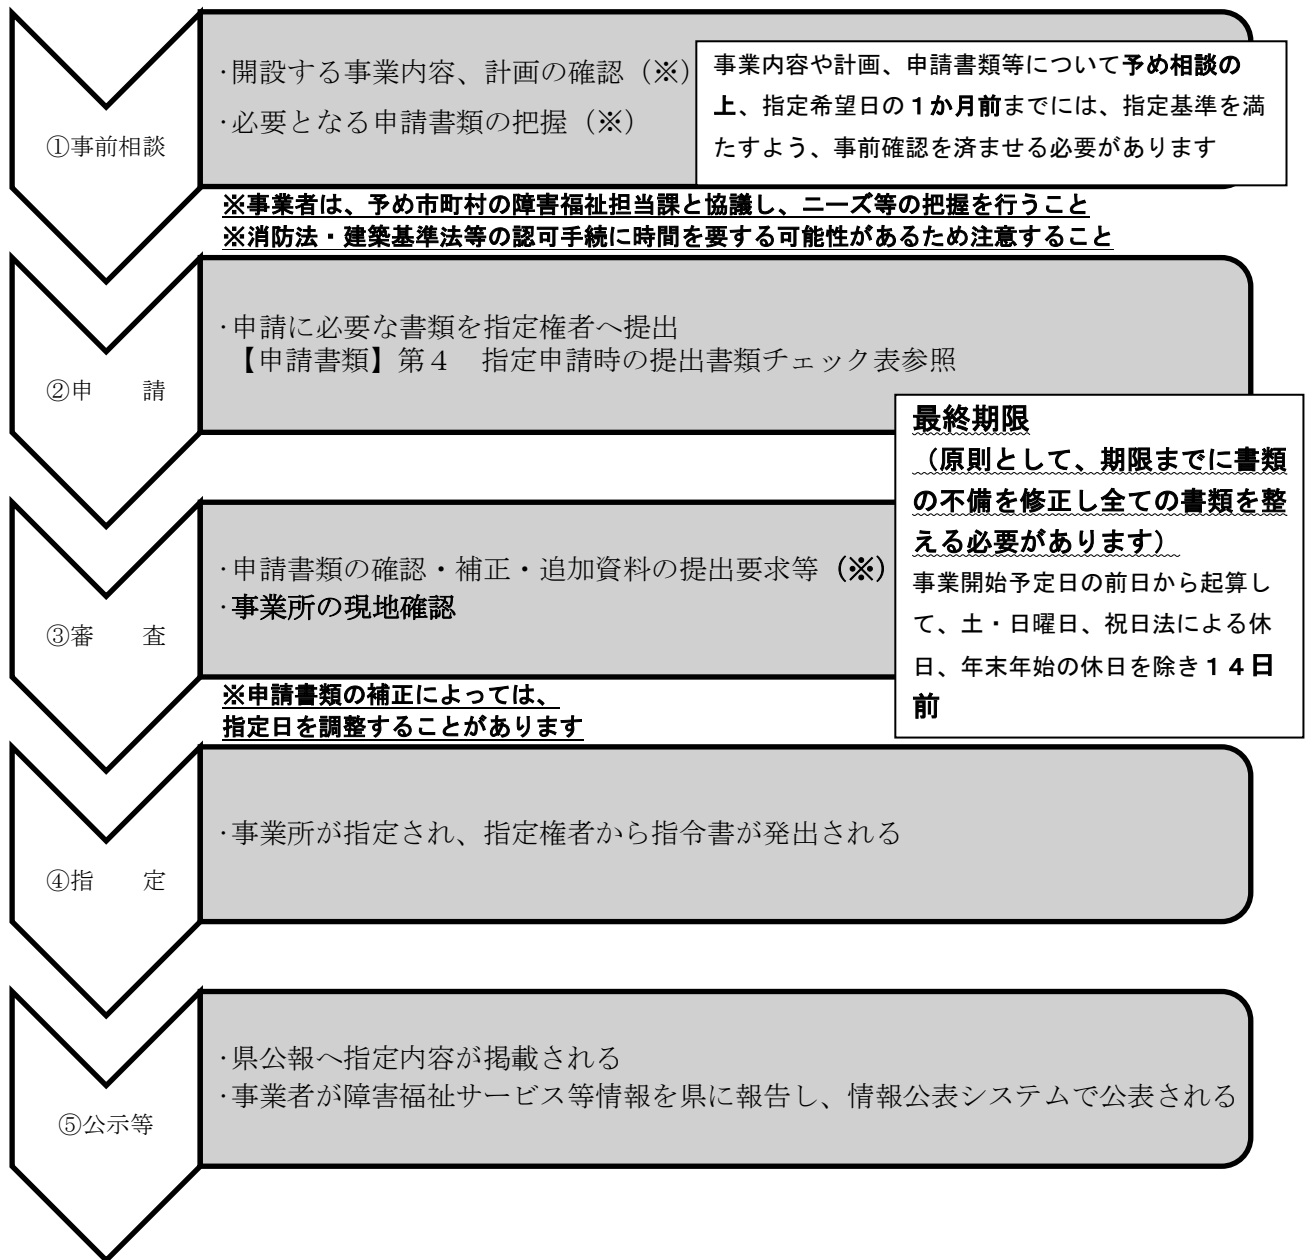 ①事前相談
・開設する事業内容、計画の確認（※）
・必要となる申請書類の把握（※）
事業内容や計画、申請書類等について予め相談の
上、指定希望日の１か月前までには、指定基準を満
たすよう、事前確認を済ませる必要があります
※事業者は、予め市町村の障害福祉担当課と協議し、ニーズ等の把握を行うこと
※消防法・建築基準法等の認可手続に時間を要する可能性があるため注意すること
②申　　請
・申請に必要な書類を指定権者へ提出
【申請書類】第４　指定申請時の提出書類チェック表参照
最終期限
（原則として、期限までに書類
の不備を修正し全ての書類を整
える必要があります）
事業開始予定日の前日から起算し
て、土・日曜日、祝日法による休
日、年末年始の休日を除き１４日
前
③審　　査
・申請書類の確認・補正・追加資料の提出要求等（※）
・事業所の現地確認
※申請書類の補正によっては、
指定日を調整することがあります
④指　　定
・事業所が指定され、指定権者から指令書が発出される
⑤公示等
・県公報へ指定内容が掲載される
・事業者が障害福祉サービス等情報を県に報告し、情報公表システムで公表される